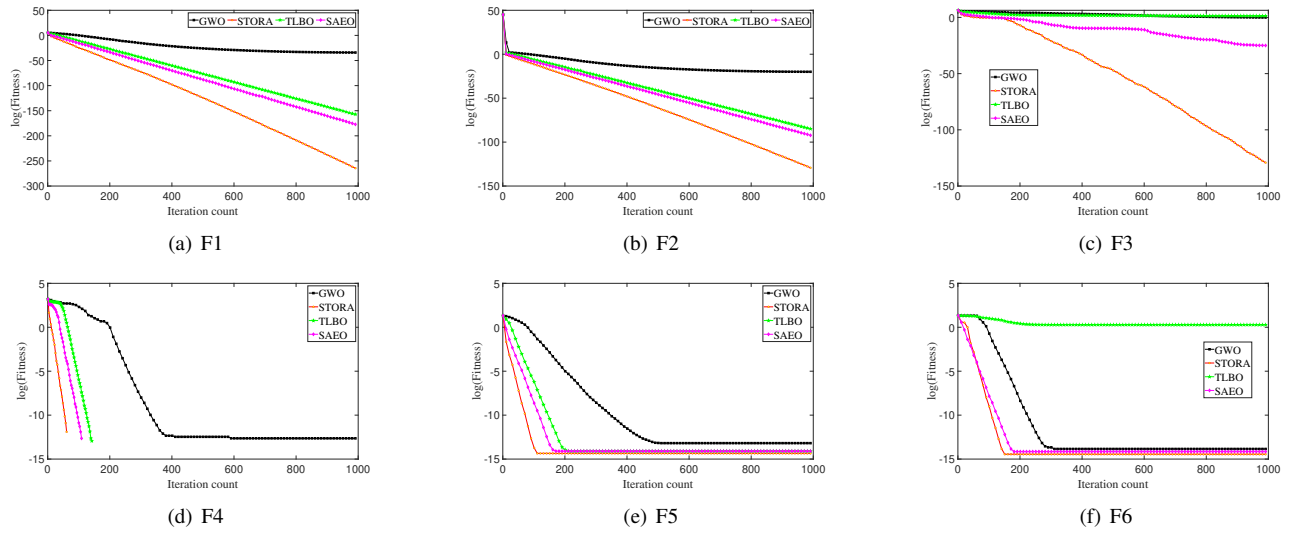 GWO STORA TLBO SAEO
50
0
-50
-100
-150
-200
-250
-300
log(Fitness)
0 200 400 600 800 1000
Iteration count
(a) F1
GWO STORA TLBO SAEO
50
0
-50
-100
-150
log(Fitness)
0 200 400 600 800 1000
Iteration count
(b) F2
GWO
STORA
TLBO
SAEO
0
-50
-100
-150
log(Fitness)
0 200 400 600 800 1000
Iteration count
(c) F3
GWO
STORA
TLBO
SAEO
5
0
-5
-10
-15
log(Fitness)
0 200 400 600 800 1000
Iteration count
(d) F4
GWO
STORA
TLBO
SAEO
5
0
-5
-10
-15
log(Fitness)
0 200 400 600 800 1000
Iteration count
(e) F5
GWO
STORA
TLBO
SAEO
5
0
-5
-10
-15
log(Fitness)
0 200 400 600 800 1000
Iteration count
(f) F6